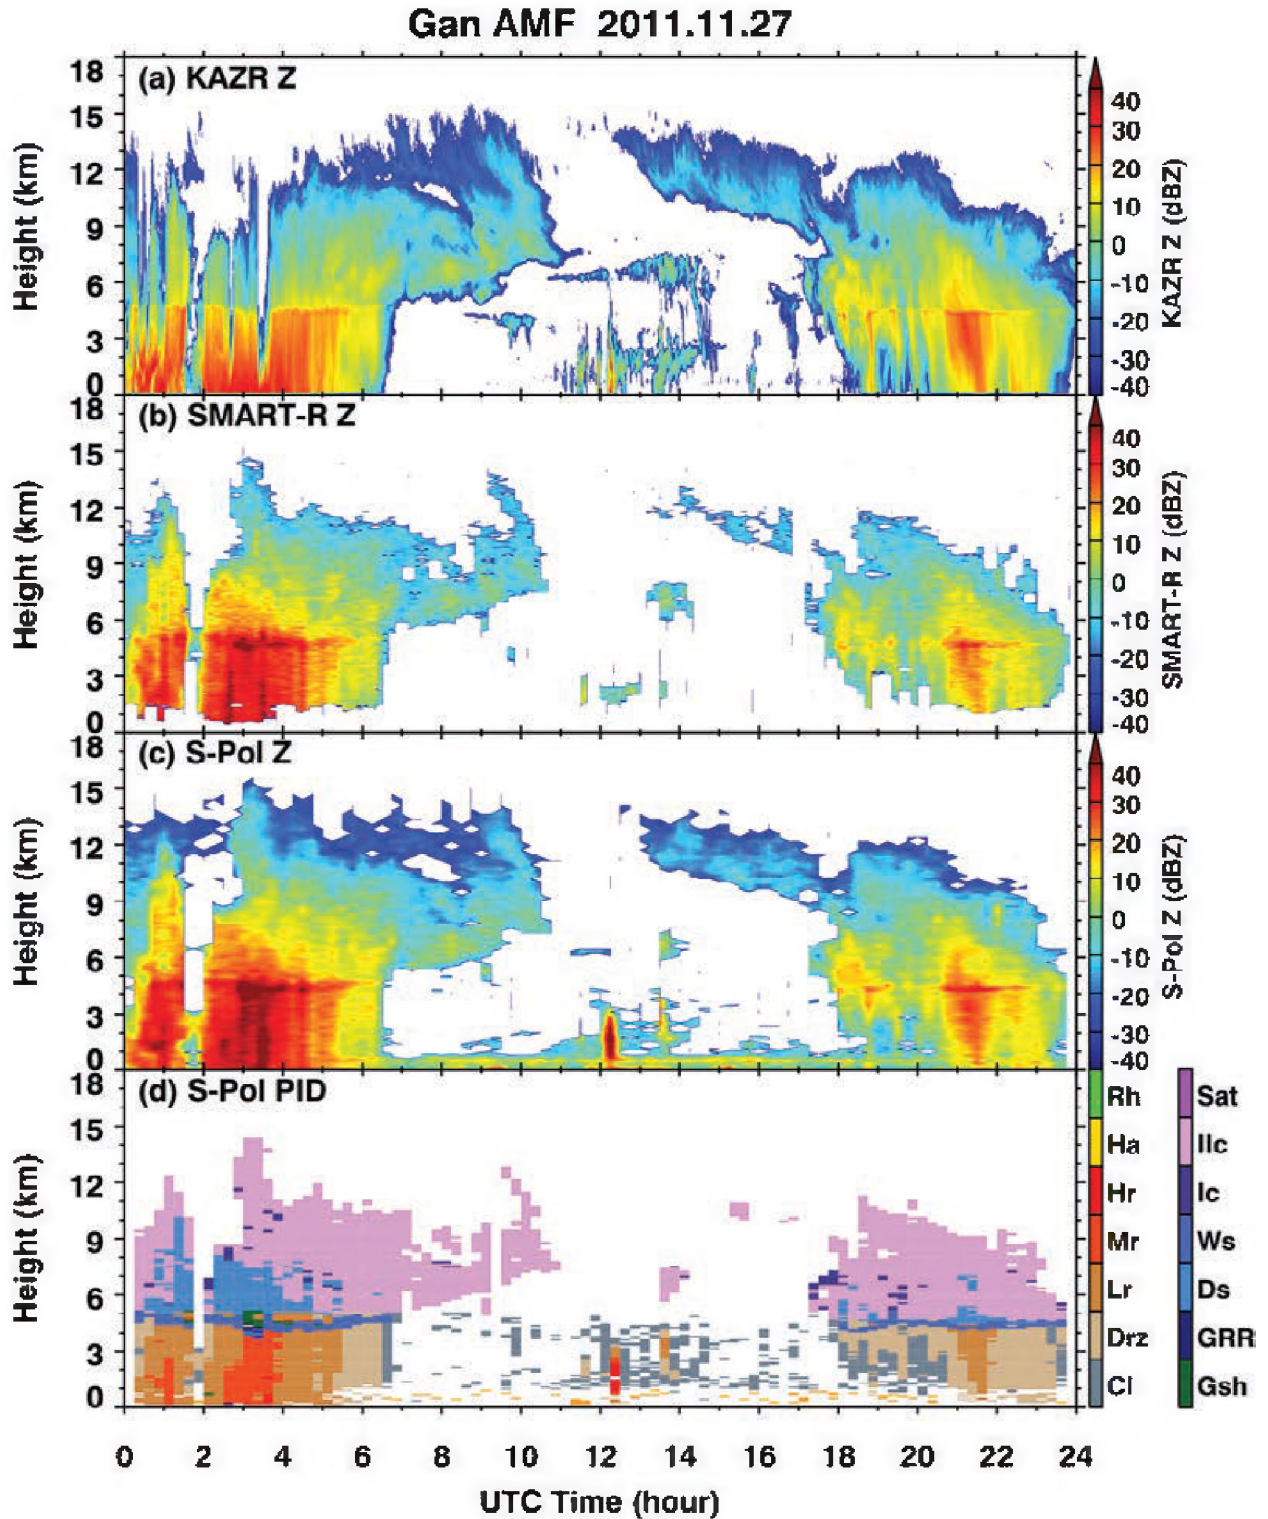 Gan AMF 2011.11.27
(a) KAZR Z
18
15
12
9
6
3
0
Height (km)
40
30
20
10
0
-10
-20
-30
-40
KAZR Z (dBZ)
(b) SMART-R Z
18
15
12
9
6
3
0
Height (km)
40
30
20
10
0
-10
-20
-30
-40
SMART-R Z (dBZ)
(c) S-Pol Z
18
15
12
9
6
3
0
Height (km)
40
30
20
10
0
-10
-20
-30
-40
S-Pol Z (dBZ)
(d) S-Pol PID
18
15
12
9
6
3
0
Height (km)
Rh
Ha
Hr
Mr
Lr
Drz
Cl
Sat
IIc
Ic
Ws
Ds
GRR
Gsh
0 2 4 6 8 10 12 14 16 18 20 22 24
UTC Time (hour)